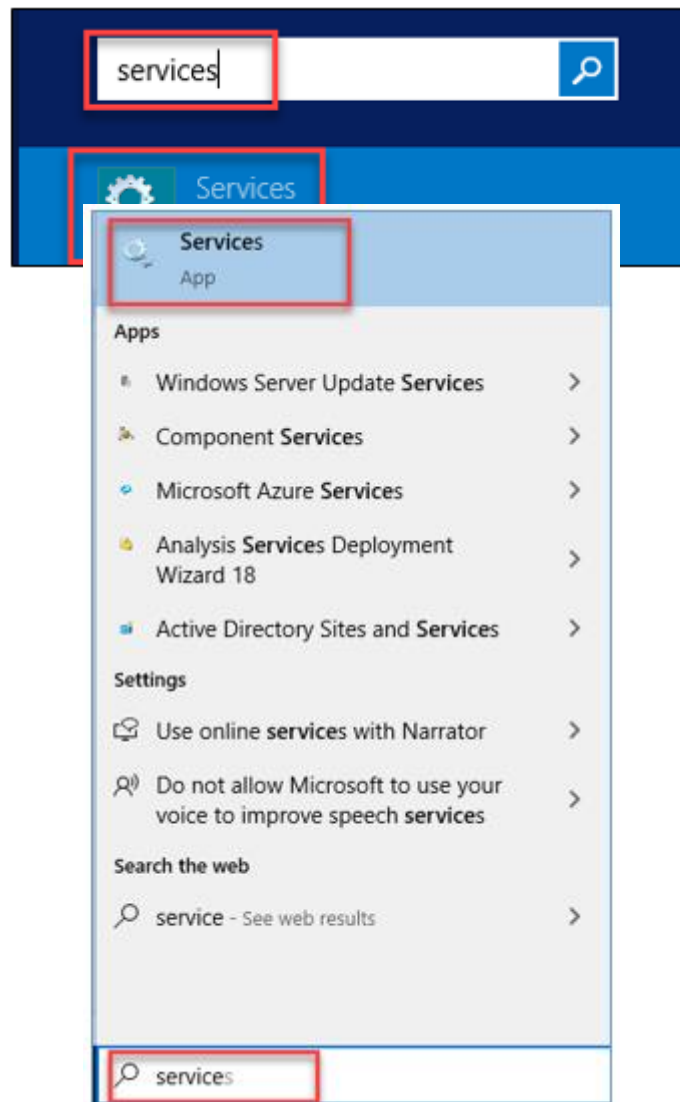 services
Services
Services
App
Apps
Windows Server Update Services
Component Services
Microsoft Azure Services
Analysis Services Deployment
Wizard 18
Active Directory Sites and Services
Settings
Use online services with Narrator
Do not allow Microsoft to use your
voice to improve speech services
Search the web
service - See web results
services